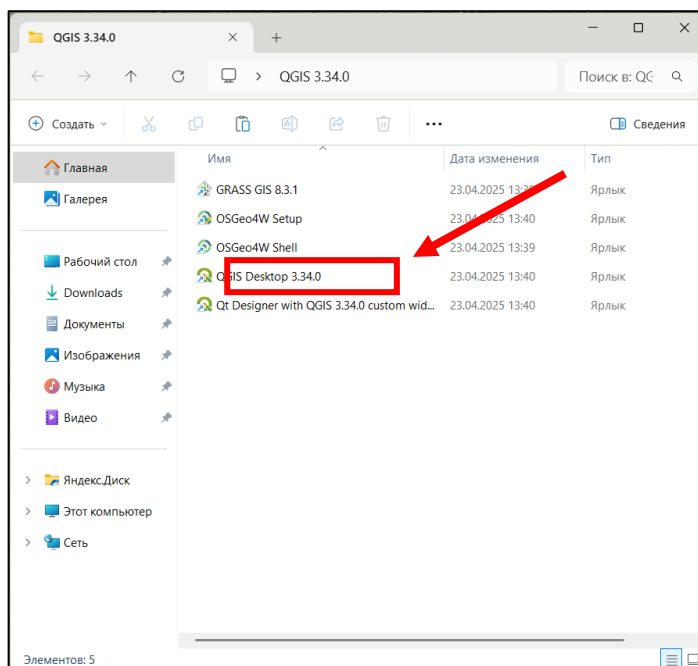 QGIS 3.34.0
QGIS 3.34.0
Поиск в: QG
Создать
Сведения
Имя
Дата изменения
Тип
Главная
Галерея
Рабочий стол
Downloads
Документы
Изображения
Музыка
Видео
Яндекс.Диск
Этот компьютер
Сеть
GRASS GIS 8.3.1 23.04.2025 Ярлык
OSGeo4W Setup 23.04.2025 13:40 Ярлык
OSGeo4W Shell 23.04.2025 13:39 Ярлык
QGIS Desktop 3.34.0 23.04.2025 13:40 Ярлык
Qt Designer with QGIS 3.34.0 custom wid... 23.04.2025 13:40 Ярлык
Элементов: 5